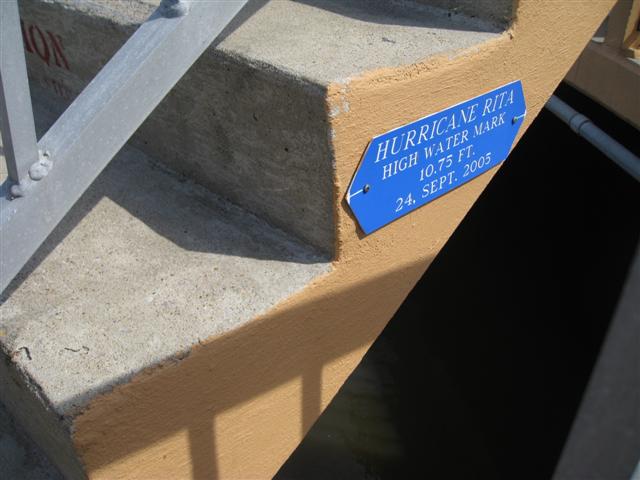 HURRICANE RITA
HIGH WATER MARK
10.75 FT.
24, SEPT. 2005